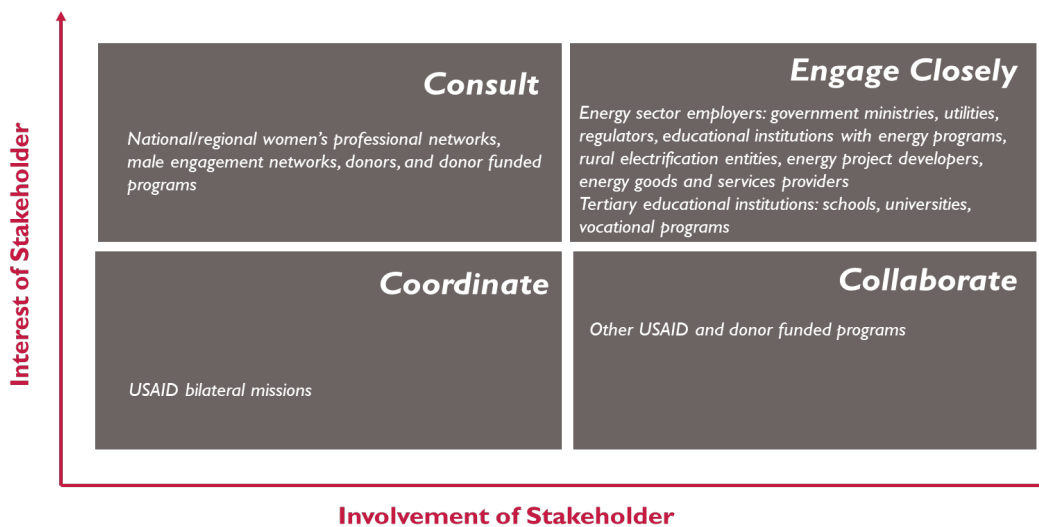 Interest of Stakeholder
Consult
National/regional women's professional networks,
male engagement networks, donors, and donor funded
programs
Engage Closely
Energy sector employers: government ministries, utilities,
regulators, educational institutions with energy programs,
rural electrification entities, energy project developers,
energy goods and services providers
Tertiary educational institutions: schools, universities,
vocational programs
Coordinate
USAID bilateral missions
Collaborate
Other USAID and donor funded programs
Involvement of Stakeholder